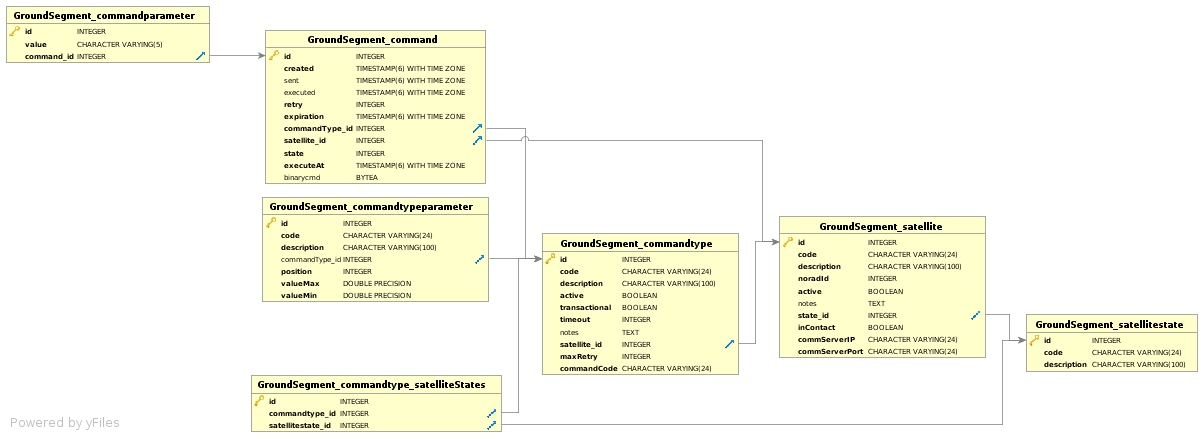 GroundSegment_commandparameter
id INTEGER
value CHARACTER VARYING(5)
command_id INTEGER
GroundSegment_command
id INTEGER
created TIMESTAMP(6) WITH TIME ZONE
sent TIMESTAMP(6) WITH TIME ZONE
executed TIMESTAMP(6) WITH TIME ZONE
retry INTEGER
expiration TIMESTAMP(6) WITH TIME ZONE
commandType_id INTEGER
satellite_id INTEGER
state INTEGER
executeAt TIMESTAMP(6) WITH TIME ZONE
binarycmd BYTEA
GroundSegment_commandtypeparameter
id INTEGER
code CHARACTER VARYING(24)
description CHARACTER VARYING(100)
commandType_id INTEGER
position INTEGER
valueMax DOUBLE PRECISION
valueMin DOUBLE PRECISION
GroundSegment_commandtype
id INTEGER
code CHARACTER VARYING(24)
description CHARACTER VARYING(100)
active BOOLEAN
transactional BOOLEAN
timeout INTEGER
notes TEXT
satellite_id INTEGER
maxRetry INTEGER
commandCode CHARACTER VARYING(24)
GroundSegment_satellite
id INTEGER
code CHARACTER VARYING(24)
description CHARACTER VARYING(100)
noradId INTEGER
active BOOLEAN
notes TEXT
state_id INTEGER
inContact BOOLEAN
commServerIP CHARACTER VARYING(24)
commServerPort CHARACTER VARYING(24)
GroundSegment_satellitestate
id INTEGER
code CHARACTER VARYING(24)
description CHARACTER VARYING(100)
GroundSegment_commandtype_satelliteStates
id INTEGER
commandtype_id INTEGER
satellitestate_id INTEGER
Powered by yFiles